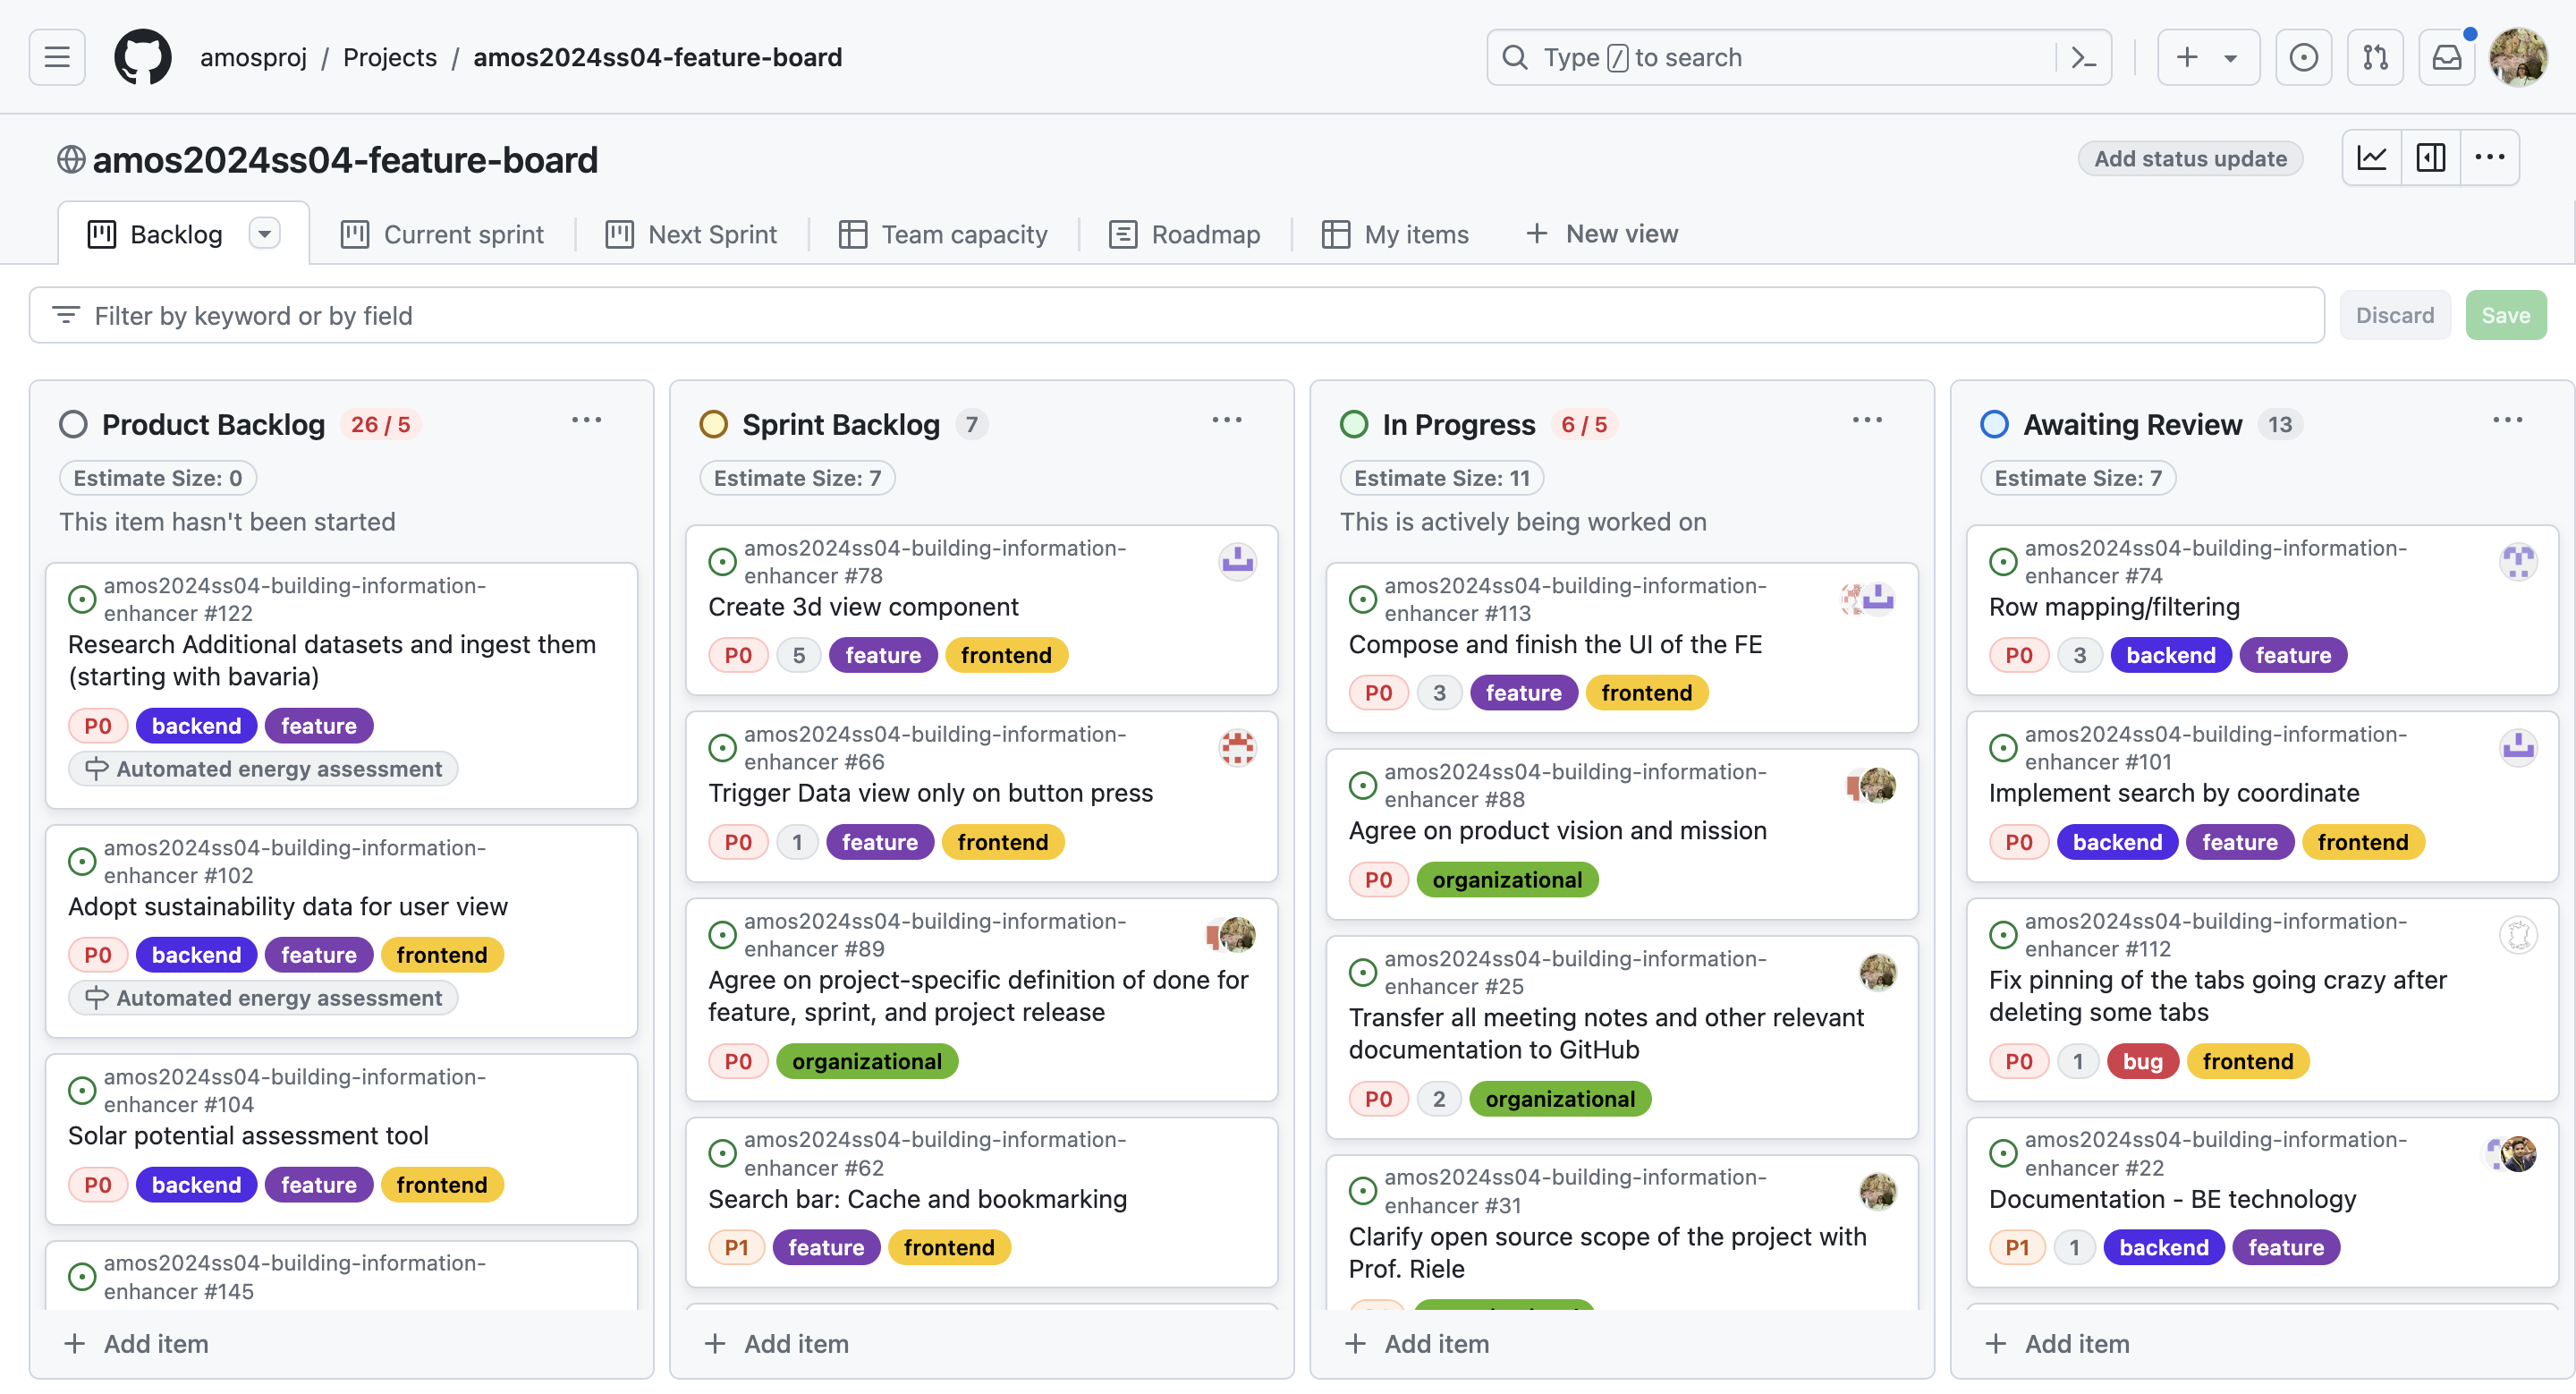 amosproj / Projects / amos2024ss04-feature-board
Type / to search
amos2024ss04-feature-board
Add status update
Backlog
Current sprint
Next Sprint
Team capacity
Roadmap
My items
New view
Filter by keyword or by field
Discard
Save
Product Backlog 26 / 5
Estimate Size: 0
This item hasn't been started
amos2024ss04-building-information-
enhancer #122
Research Additional datasets and ingest them
(starting with bavaria)
P0 backend feature
Automated energy assessment
amos2024ss04-building-information-
enhancer #102
Adopt sustainability data for user view
P0 backend feature frontend
Automated energy assessment
amos2024ss04-building-information-
enhancer #104
Solar potential assessment tool
P0 backend feature frontend
amos2024ss04-building-information-
enhancer #145
Add item
Sprint Backlog 7
Estimate Size: 7
amos2024ss04-building-information-
enhancer #78
Create 3d view component
P0 5 feature frontend
amos2024ss04-building-information-
enhancer #66
Trigger Data view only on button press
P0 1 feature frontend
amos2024ss04-building-information-
enhancer #89
Agree on project-specific definition of done for
feature, sprint, and project release
P0 organizational
amos2024ss04-building-information-
enhancer #62
Search bar: Cache and bookmarking
P1 feature frontend
Add item
In Progress 6 / 5
Estimate Size: 11
This is actively being worked on
amos2024ss04-building-information-
enhancer #113
Compose and finish the UI of the FE
P0 3 feature frontend
amos2024ss04-building-information-
enhancer #88
Agree on product vision and mission
P0 organizational
amos2024ss04-building-information-
enhancer #25
Transfer all meeting notes and other relevant
documentation to GitHub
P0 2 organizational
amos2024ss04-building-information-
enhancer #31
Clarify open source scope of the project with
Prof. Riele
Add item
Awaiting Review 13
Estimate Size: 7
amos2024ss04-building-information-
enhancer #74
Row mapping/filtering
P0 3 backend feature
amos2024ss04-building-information-
enhancer #101
Implement search by coordinate
P0 backend feature frontend
amos2024ss04-building-information-
enhancer #112
Fix pinning of the tabs going crazy after
deleting some tabs
P0 1 bug frontend
amos2024ss04-building-information-
enhancer #22
Documentation - BE technology
P1 1 backend feature
Add item